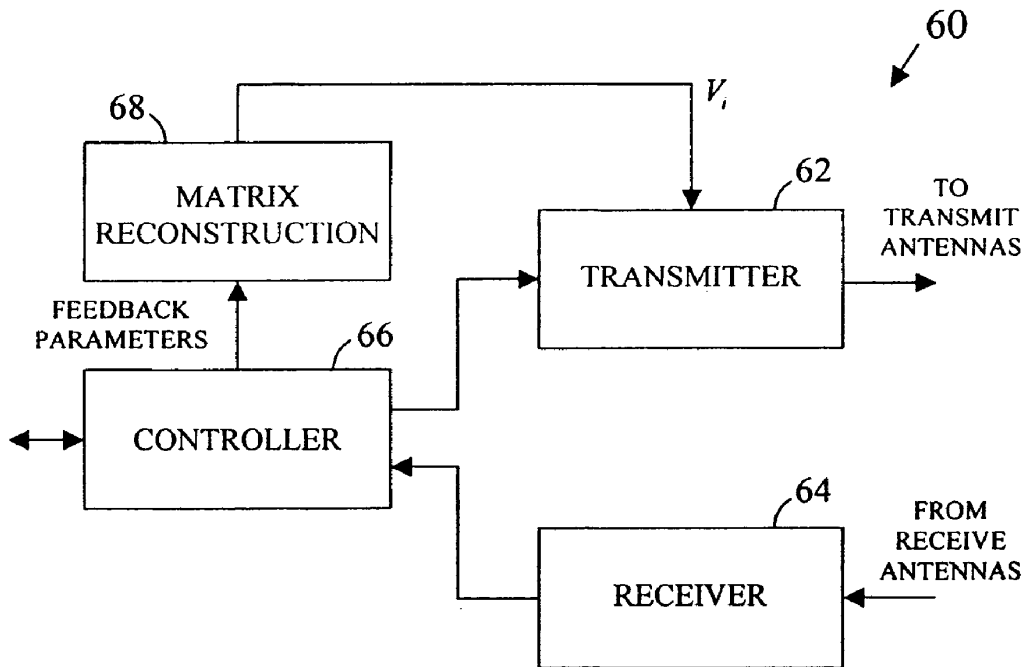 60
V_i
68
MATRIX
RECONSTRUCTION
62
TRANSMITTER
TO
TRANSMIT
ANTENNAS
FEEDBACK
PARAMETERS
66
CONTROLLER
64
RECEIVER
FROM
RECEIVE
ANTENNAS